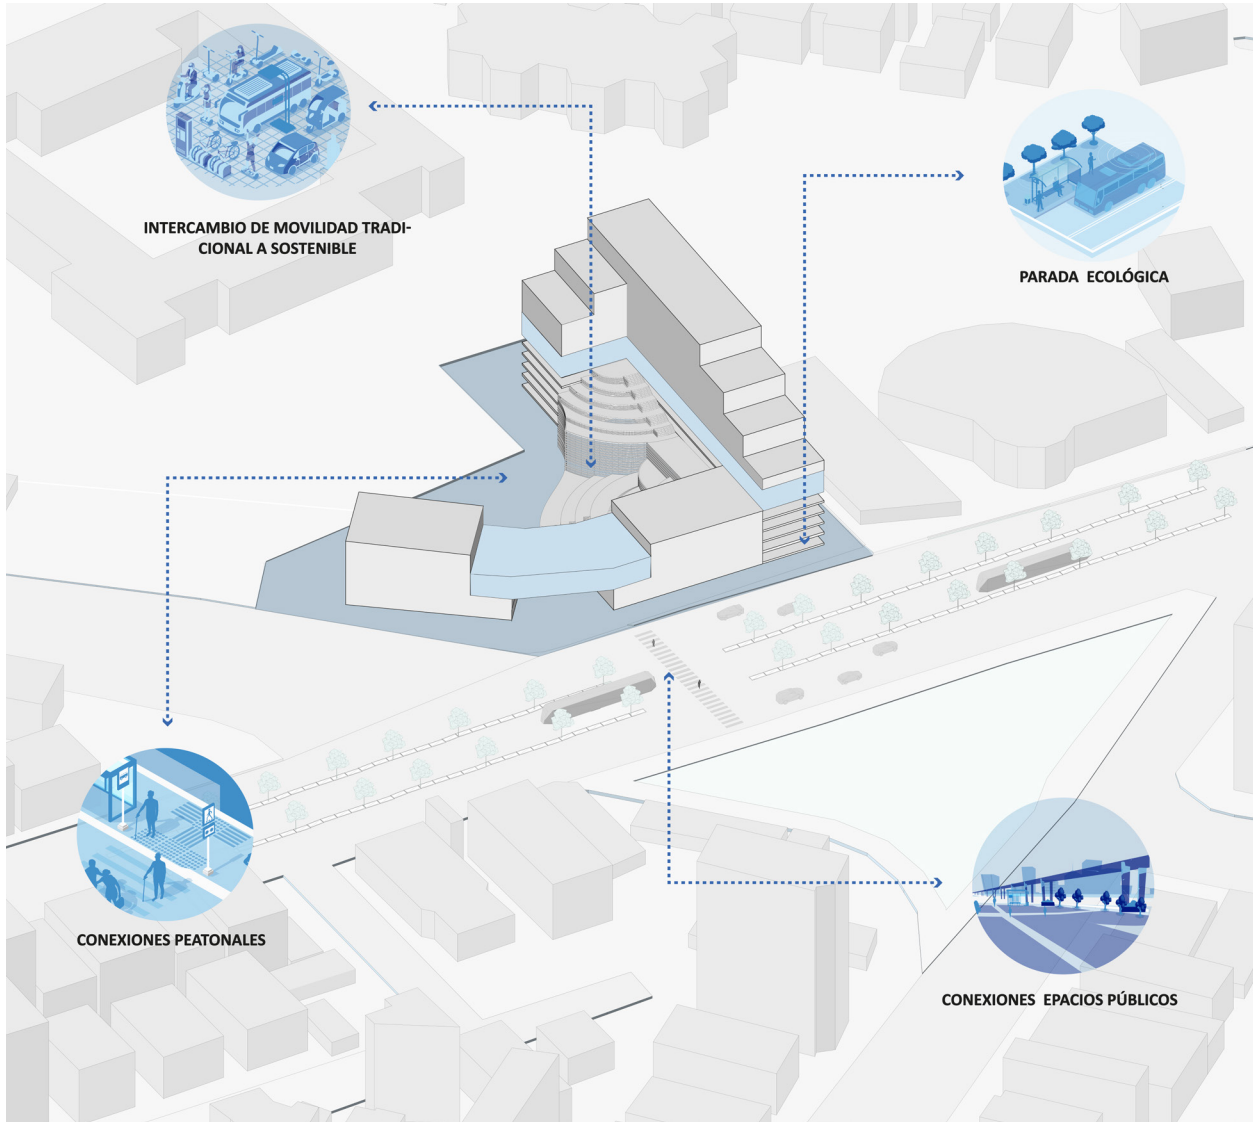 INTERCAMBIO DE MOVILIDAD TRADI-
CIONAL A SOSTENIBLE
PARADA ECOLÓGICA
CONEXIONES PEATONALES
CONEXIONES EPACIOS PÚBLICOS